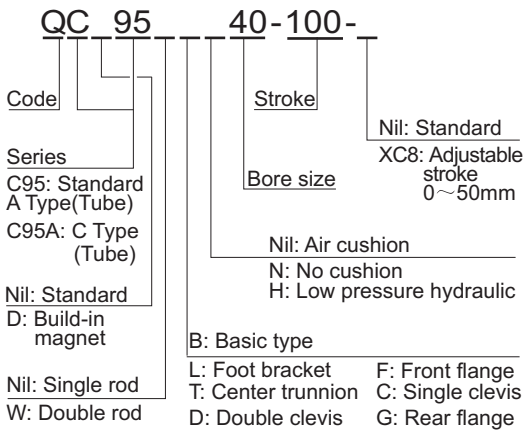 QC 95 40-100-
Code
Stroke
Nil: Standard
XC8: Adjustable
stroke
0～50mm
Series
C95: Standard
A Type(Tube)
C95A: C Type
(Tube)
Bore size
Nil: Air cushion
N: No cushion
H: Low pressure hydraulic
Nil: Standard
D: Build-in
magnet
B: Basic type
L: Foot bracket
F: Front flange
T: Center trunnion
C: Single clevis
D: Double clevis
G: Rear flange
Nil: Single rod
W: Double rod